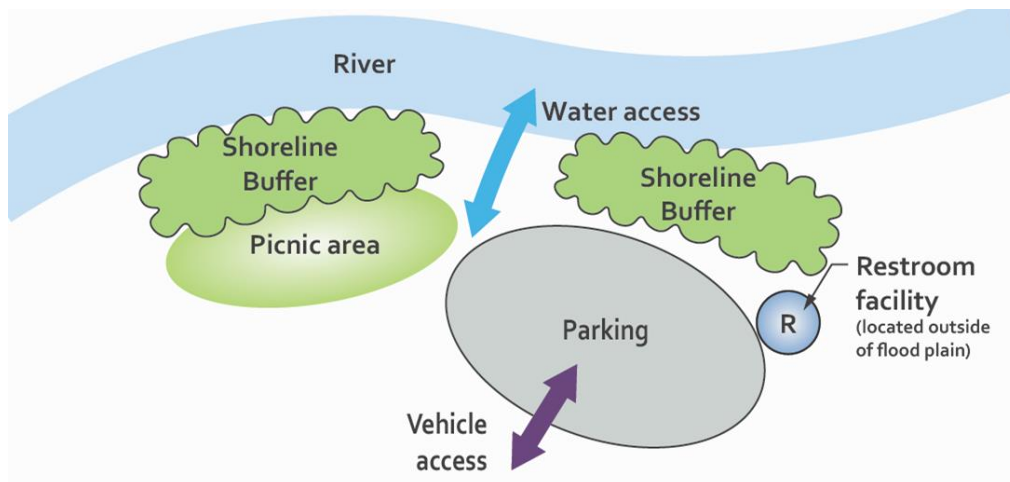 River
Water access
Shoreline
Buffer
Shoreline
Buffer
Picnic area
Restroom
facility
(located outside
of flood plain)
R
Parking
Vehicle
access